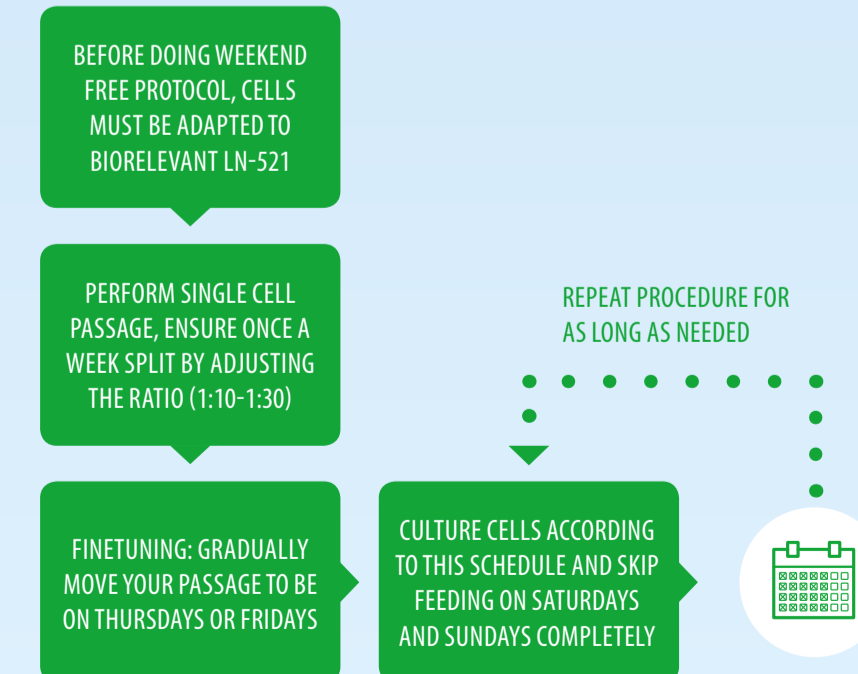 BEFORE DOING WEEKEND
FREE PROTOCOL, CELLS
MUST BE ADAPTED TO
BIORELEVANT LN-521
PERFORM SINGLE CELL
PASSAGE, ENSURE ONCE A
WEEK SPLIT BY ADJUSTING
THE RATIO (1:10-1:30)
FINETUNING: GRADUALLY
MOVE YOUR PASSAGE TO BE
ON THURSDAYS OR FRIDAYS
CULTURE CELLS ACCORDING
TO THIS SCHEDULE AND SKIP
FEEDING ON SATURDAYS
AND SUNDAYS COMPLETELY
REPEAT PROCEDURE FOR
AS LONG AS NEEDED